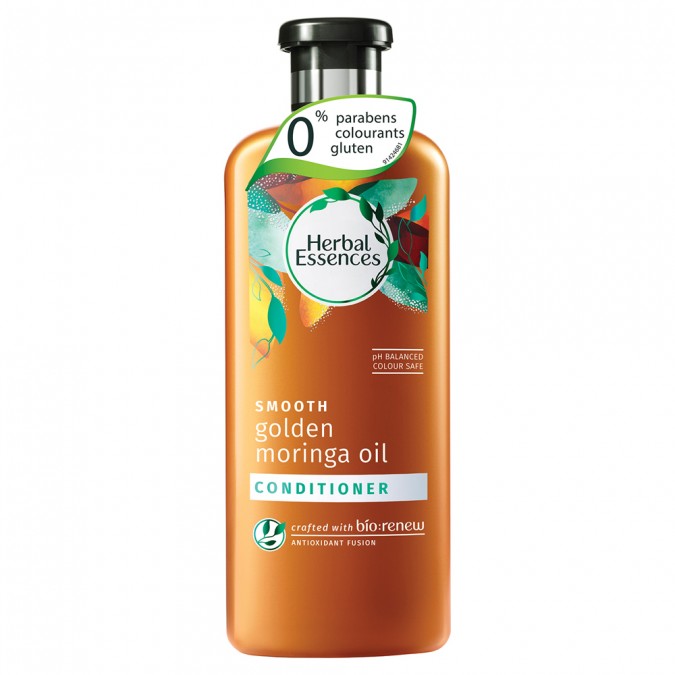 0% parabens
colourants
gluten
91424681
Herbal
Essences
pH BALANCED
COLOUR SAFE
SMOOTH
golden
moringa oil
CONDITIONER
crafted with bio:renew
ANTIOXIDANT FUSION